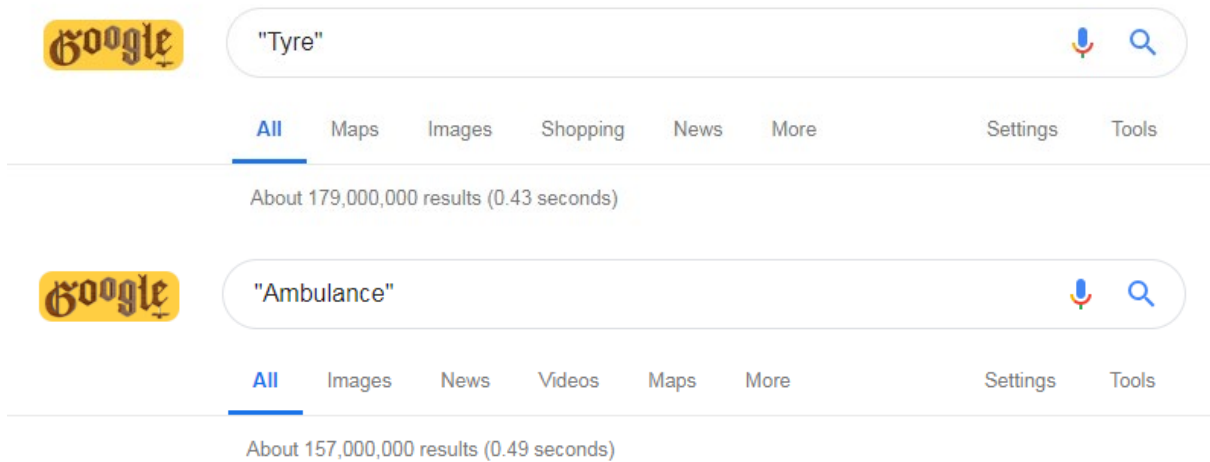 Google "Tyre"
All Maps Images Shopping News More Settings Tools
About 179,000,000 results (0.43 seconds)
Google "Ambulance"
All Images News Videos Maps More Settings Tools
About 157,000,000 results (0.49 seconds)